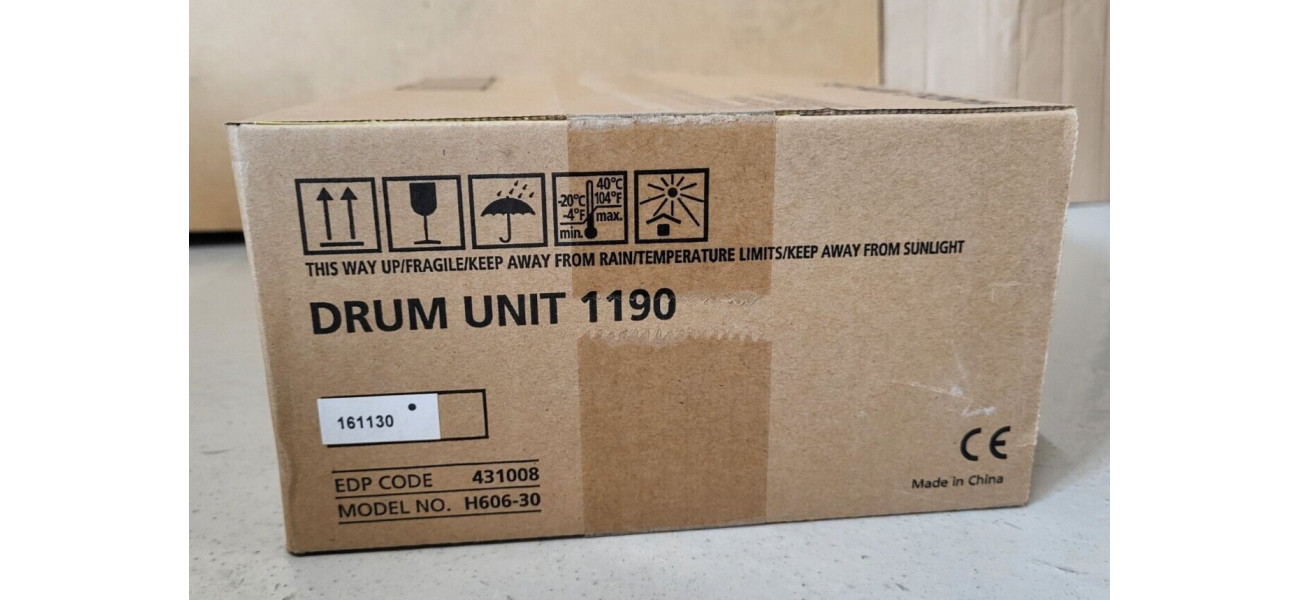 -20°C
-4°F
min.
40°C
104°F
max.
THIS WAY UP/FRAGILE/KEEP AWAY FROM RAIN/TEMPERATURE LIMITS/KEEP AWAY FROM SUNLIGHT
DRUM UNIT 1190
161130
EDP CODE 431008
MODEL NO. H606-30
CE
Made in China